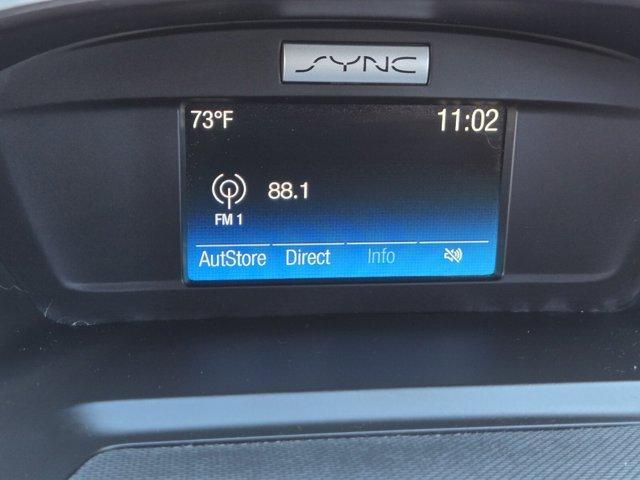 SYNC
73°F 11:02
88.1
FM 1
AutStore Direct Info